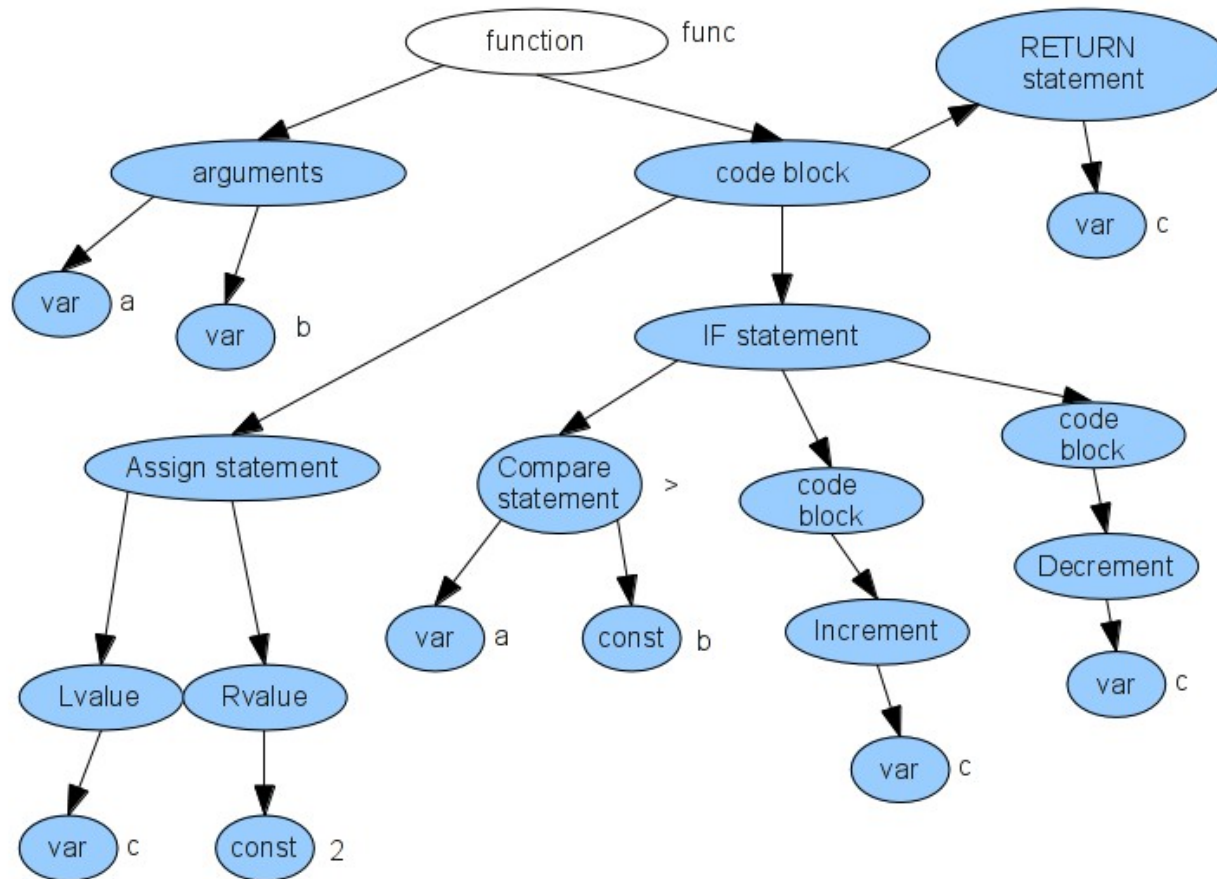 function
func
RETURN
statement
arguments
code block
var
c
var
a
var
b
IF statement
Assign statement
Compare
statement
>
code
block
code
block
Decrement
var
a
const
b
Increment
Lvalue
Rvalue
var
c
var
c
var
c
const
2